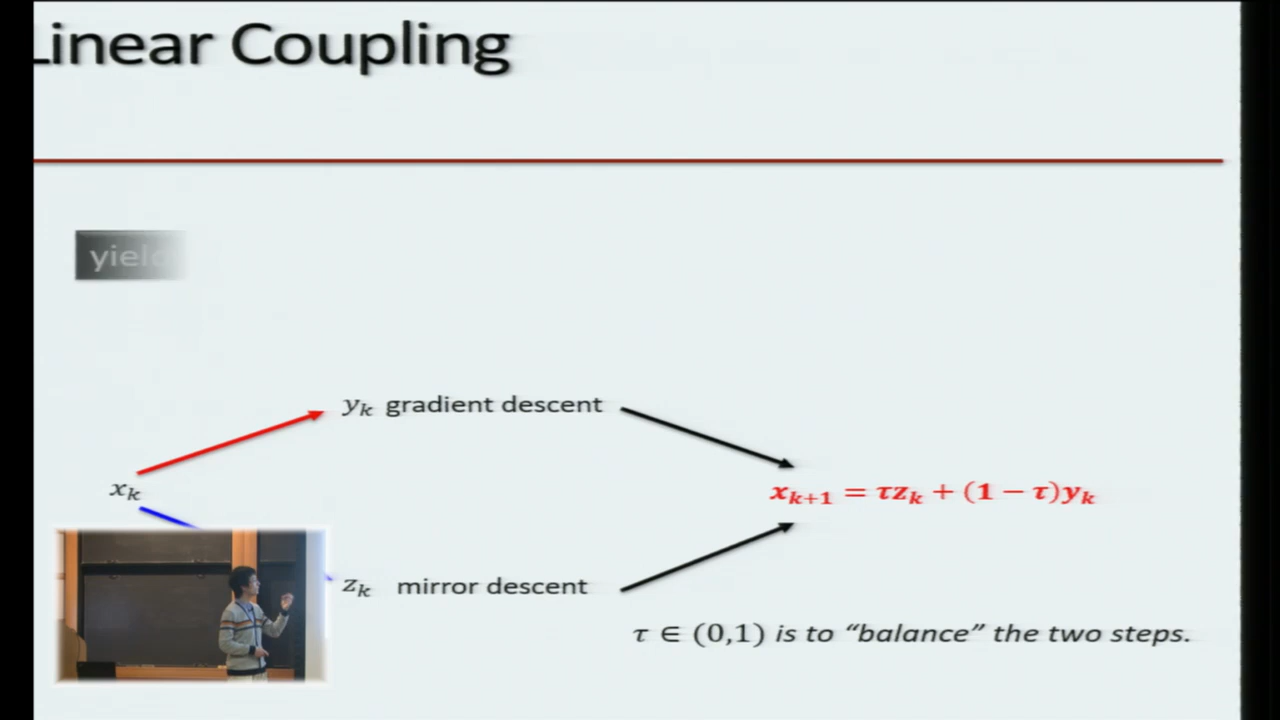 Linear Coupling
yield
y_k gradient descent
x_k
x_{k+1} = τz_k + (1 − τ)y_k
z_k mirror descent
τ ∈ (0,1) is to “balance” the two steps.